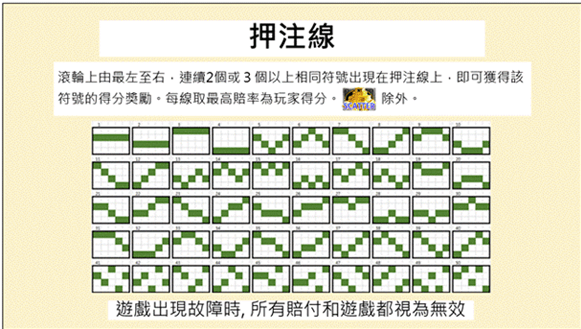 押注線
滾輪上由最左至右，連續2個或 3 個以上相同符號出現在押注線上，即可獲得該
符號的得分獎勵。每線取最高賠率為玩家得分。SCATTER 除外。
1 2 3 4 5 6 7 8 9 10
11 12 13 14 15 16 17 18 19 20
21 22 23 24 25 26 27 28 29 30
31 32 33 34 35 36 37 38 39 40
41 42 43 44 45 46 47 48 49 50
遊戲出現故障時, 所有賠付和遊戲都視為無效